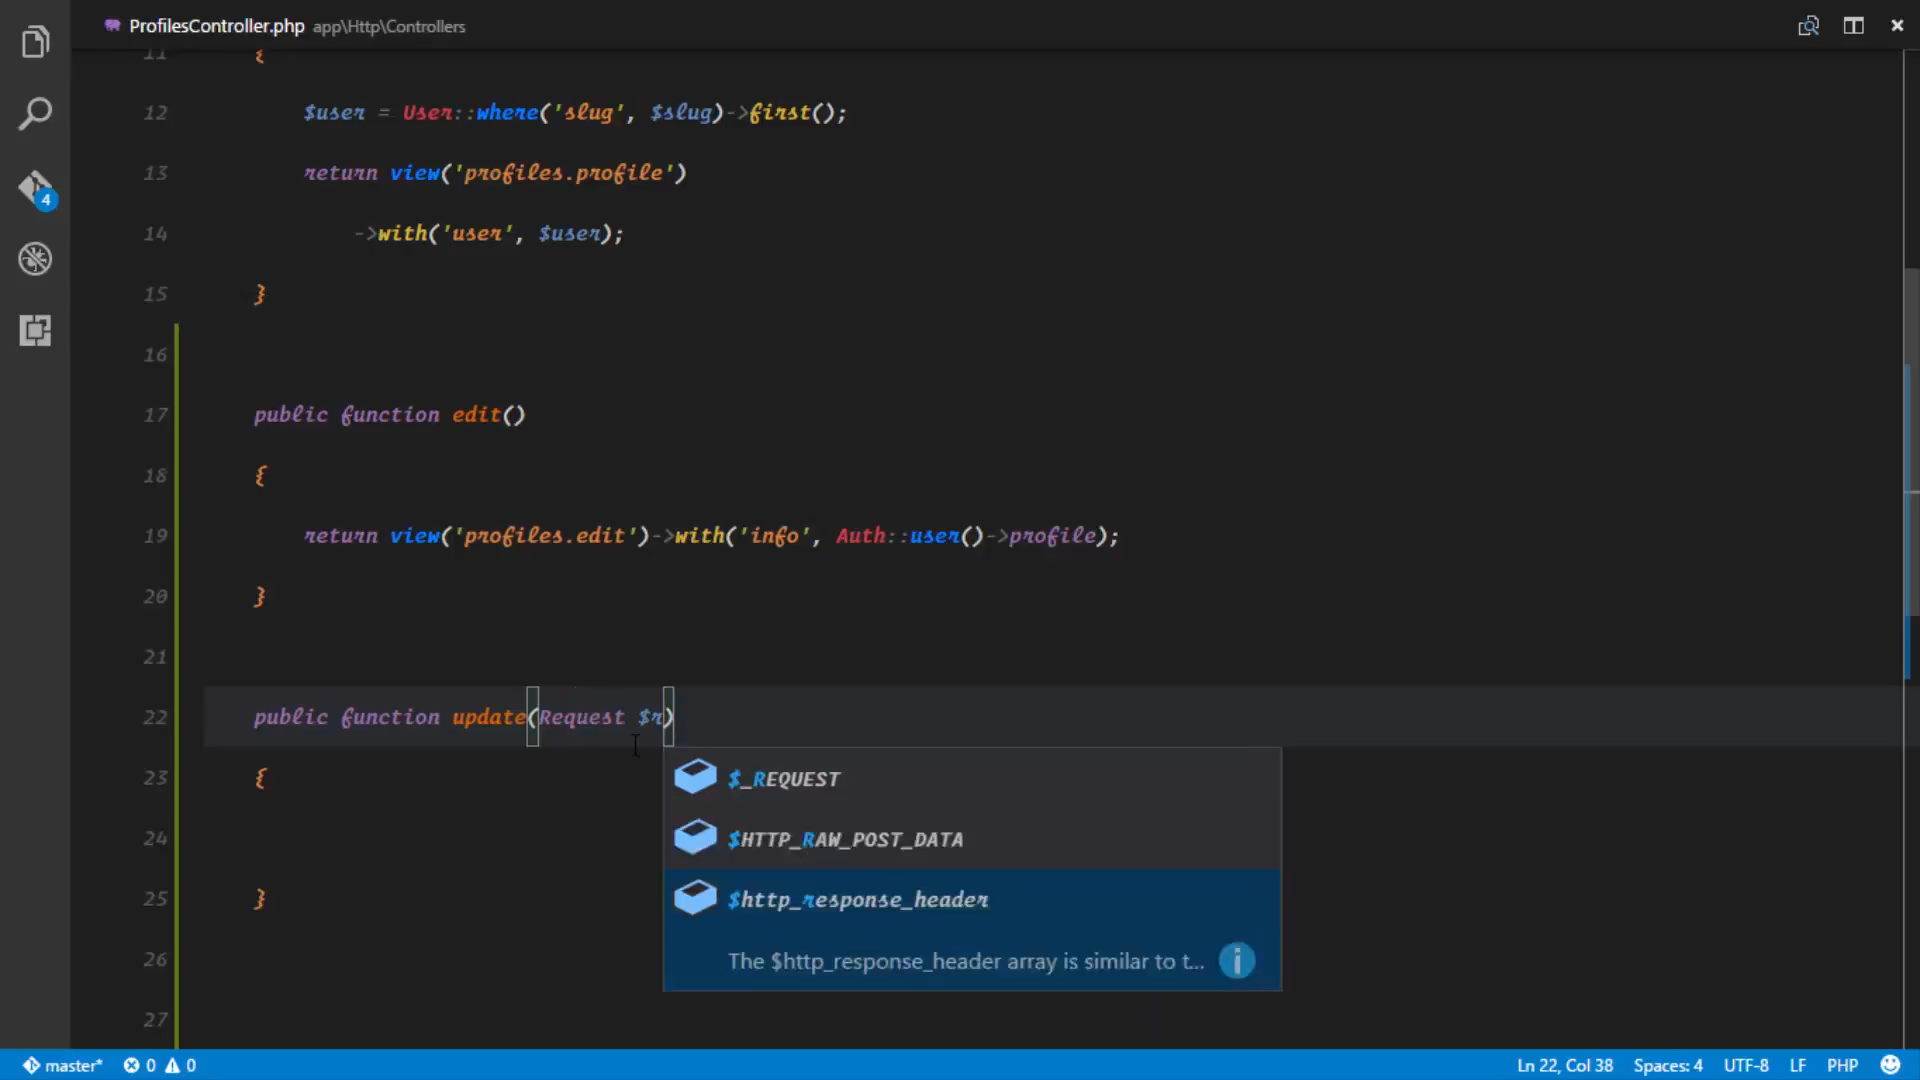 ProfilesController.php app\Http\Controllers
11 {
12 $user = User::where('slug', $slug)->first();
13 return view('profiles.profile')
14 ->with('user', $user);
15 }
16
17 public function edit()
18 {
19 return view('profiles.edit')->with('info', Auth::user()->profile);
20 }
21
22 public function update(Request $r)
23 {
24
25 }
26
27
$_REQUEST
$HTTP_RAW_POST_DATA
$http_response_header
The $http_response_header array is similar to t...
4
master* 0 0 Ln 22, Col 38 Spaces: 4 UTF-8 LF PHP